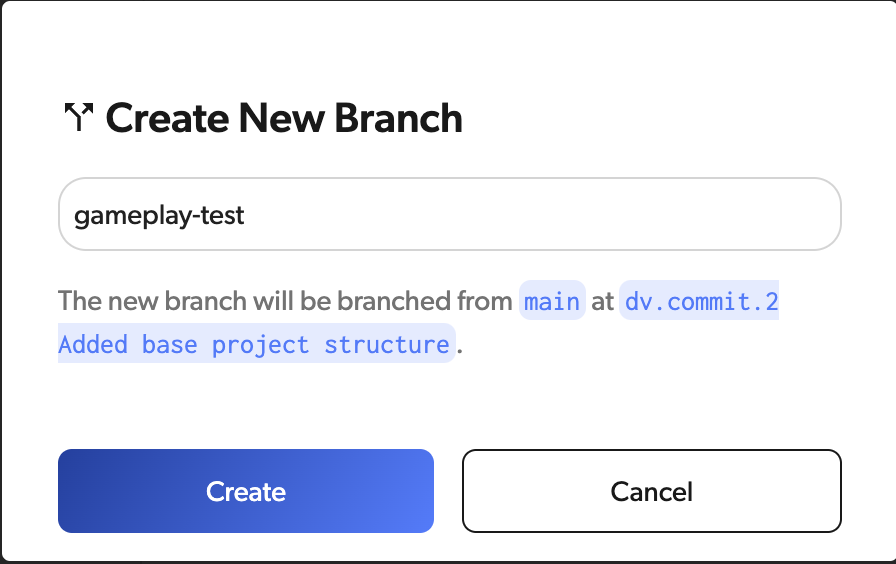 Create New Branch
gameplay-test
The new branch will be branched from main at dv.commit.2
Added base project structure.
Create
Cancel